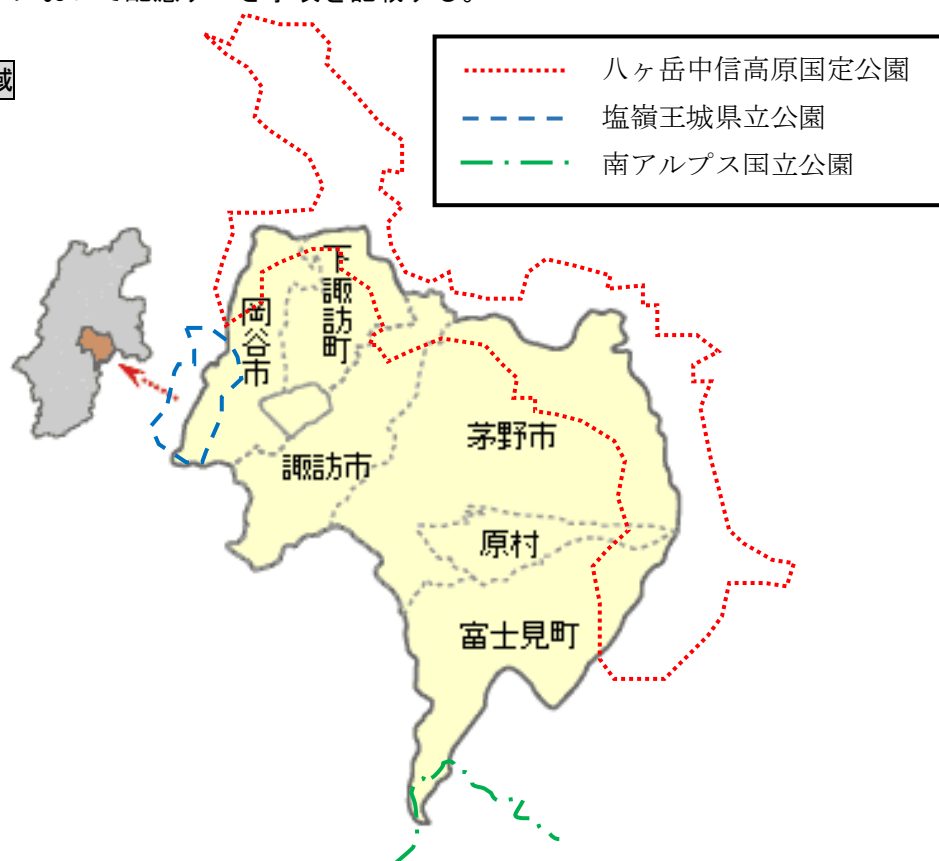 域
八ヶ岳中信高原国定公園
塩嶺王城県立公園
南アルプス国立公園
下諏訪町
岡谷市
茅野市
諏訪市
原村
富士見町